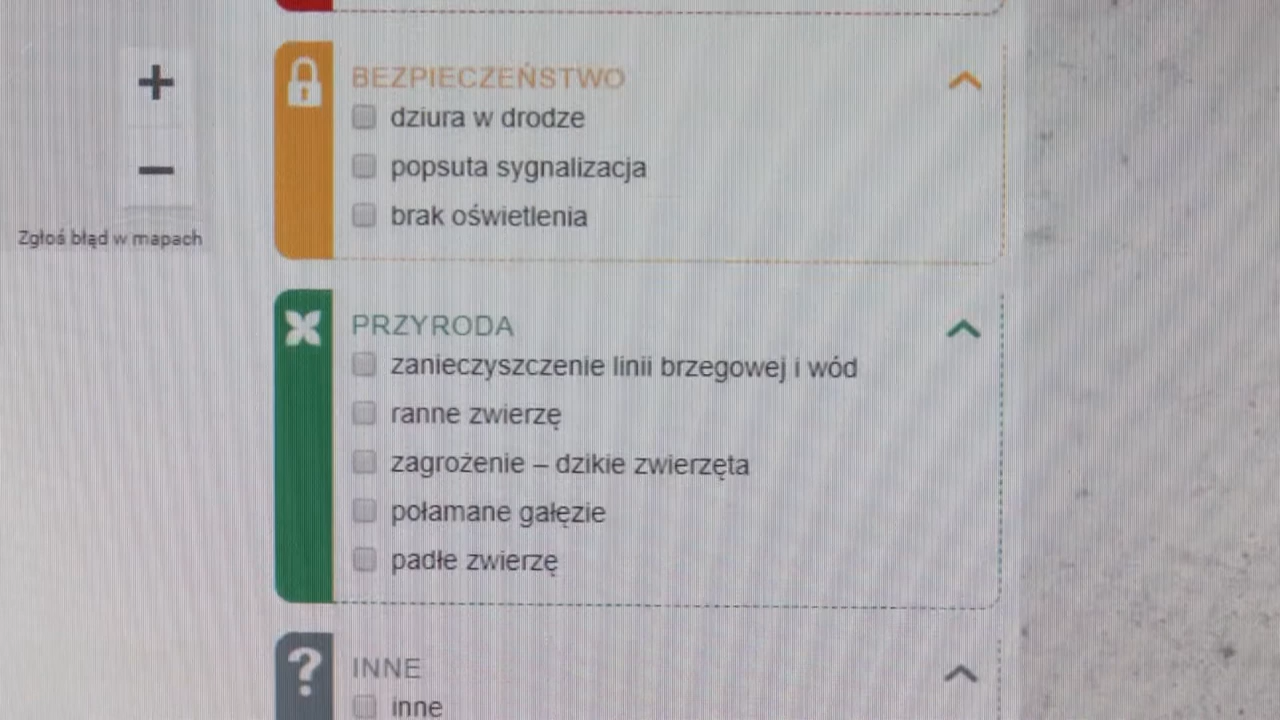 BEZPIECZEŃSTWO
dziura w drodze
popsuta sygnalizacja
brak oświetlenia
Zgłoś błąd w mapach
PRZYRODA
zanieczyszczenie linii brzegowej i wód
ranne zwierzę
zagrożenie – dzikie zwierzęta
połamane gałęzie
padłe zwierzę
INNE
inne